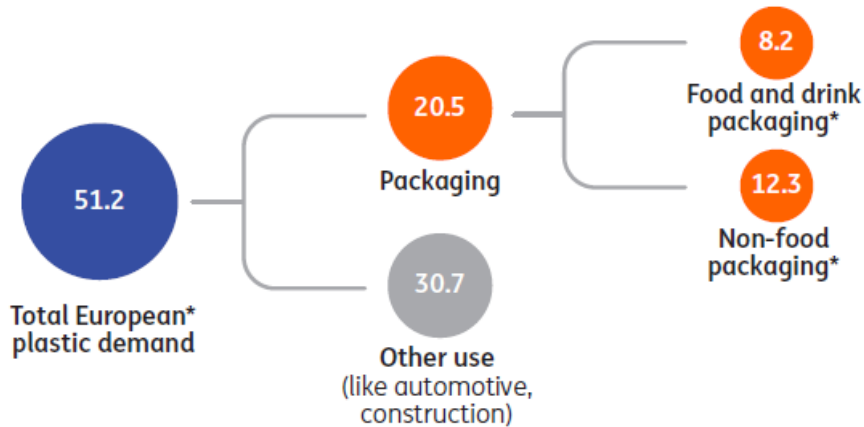 51.2
Total European*
plastic demand
20.5
Packaging
30.7
Other use
(like automotive,
construction)
8.2
Food and drink
packaging*
12.3
Non-food
packaging*